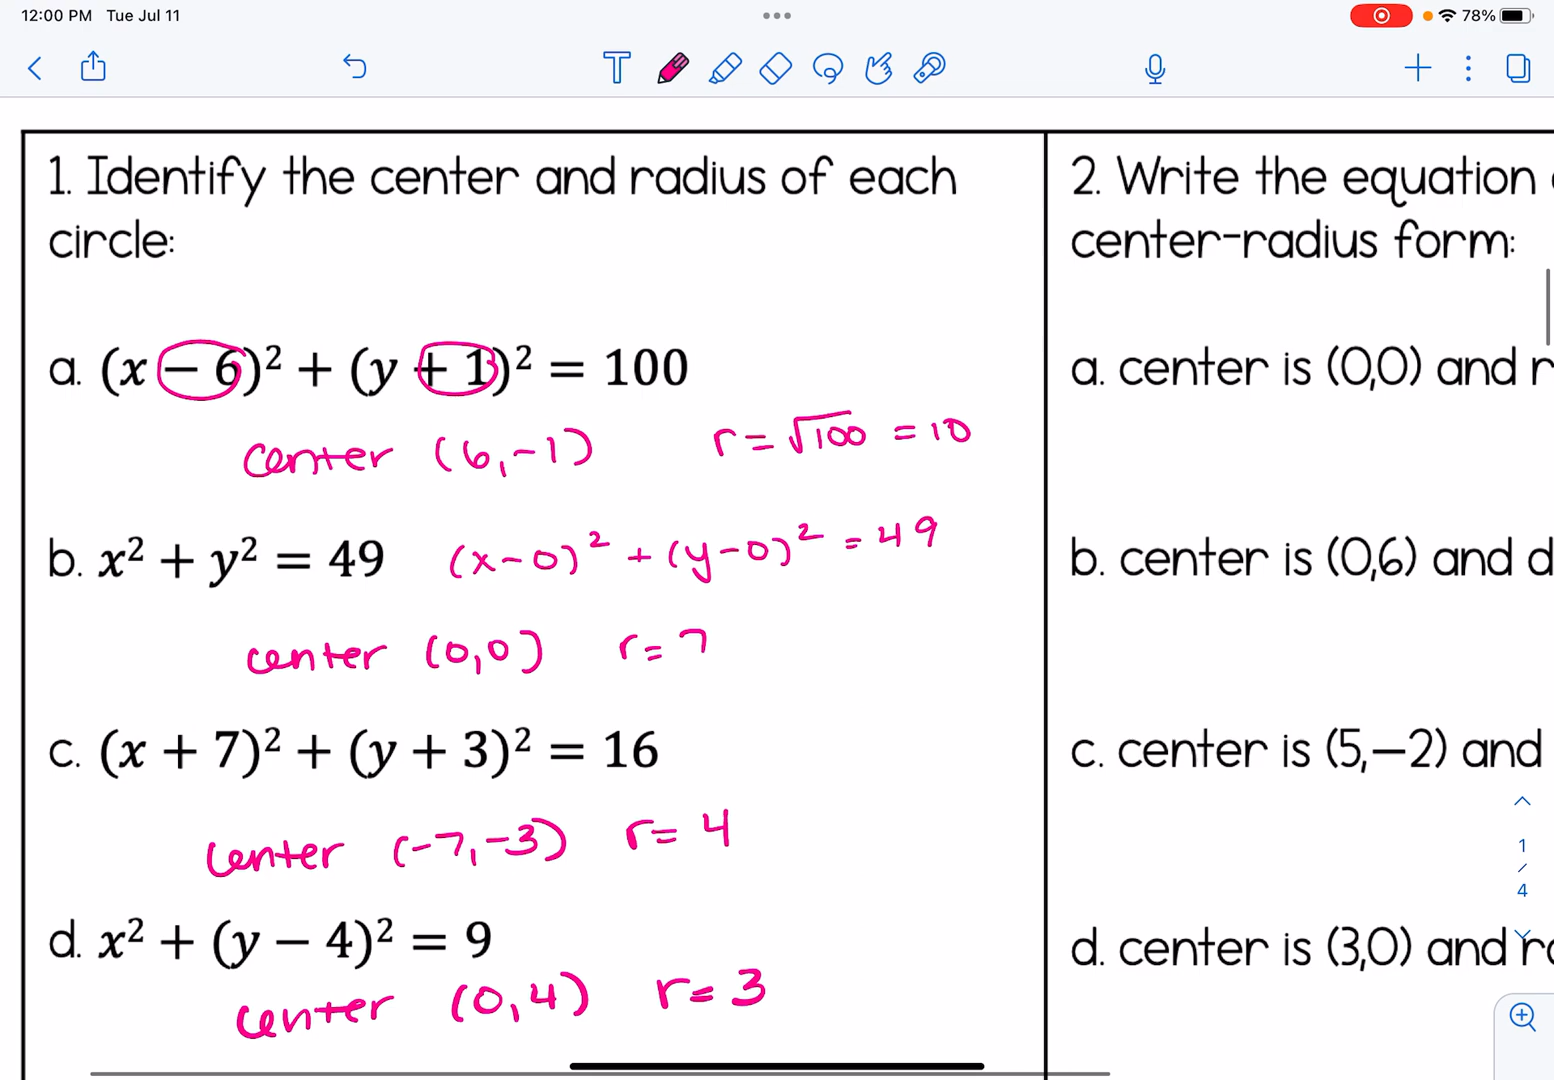 12:00 PM Tue Jul 11
78%
1. Identify the center and radius of each
circle:
a. (x − 6)² + (y + 1)² = 100
center (6,-1) r = √100 = 10
b. x² + y² = 49 (x-0)² + (y-0)² = 49
center (0,0) r = 7
c. (x + 7)² + (y + 3)² = 16
center (-7,-3) r = 4
d. x² + (y − 4)² = 9
center (0,4) r = 3
2. Write the equation
center-radius form:
a. center is (0,0) and r
b. center is (0,6) and d
c. center is (5,−2) and
d. center is (3,0) and
1
/
4